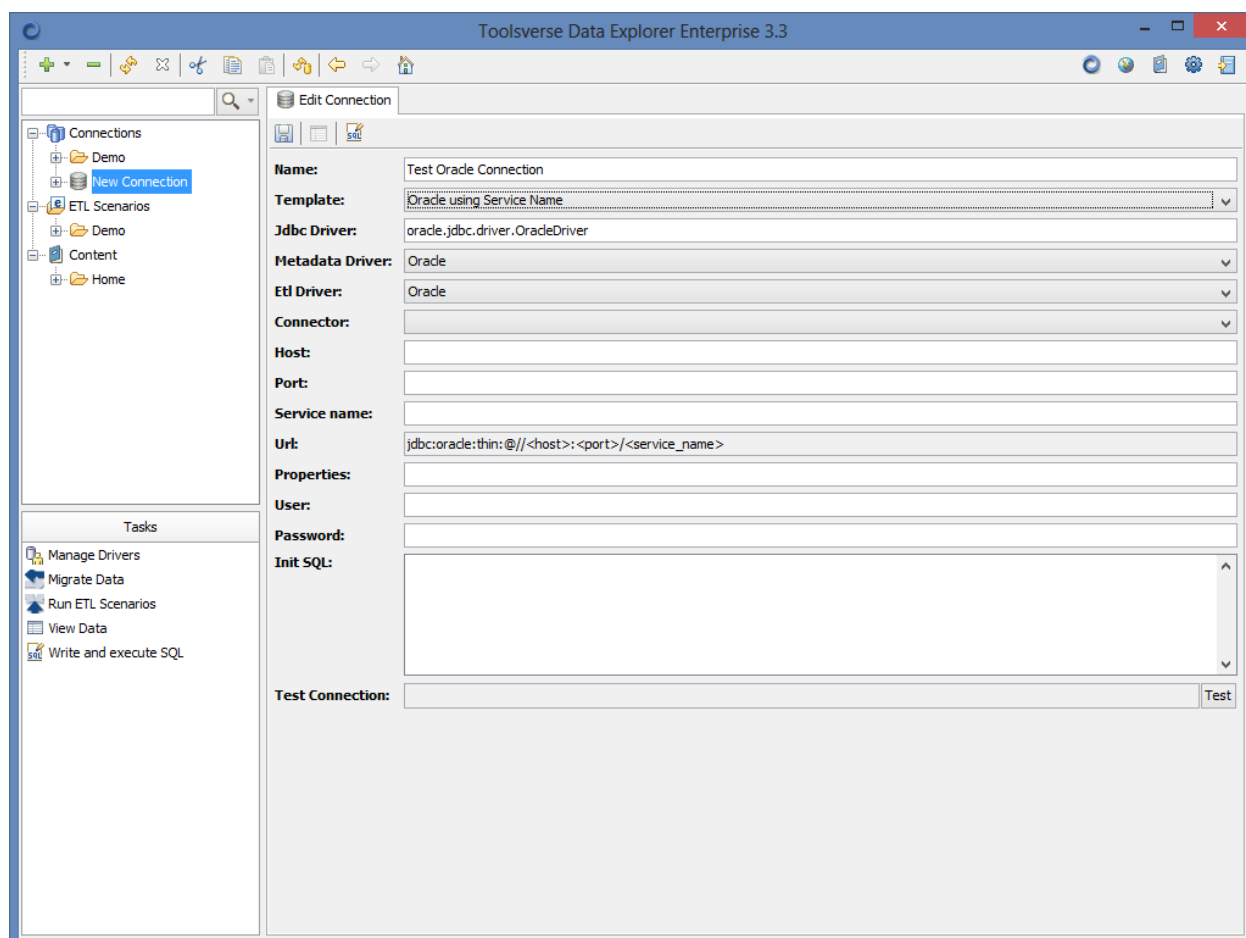 Toolsverse Data Explorer Enterprise 3.3
Connections
Demo
New Connection
ETL Scenarios
Demo
Content
Home
Tasks
Manage Drivers
Migrate Data
Run ETL Scenarios
View Data
Write and execute SQL
Edit Connection
Name: Test Oracle Connection
Template: Oracle using Service Name
Jdbc Driver: oracle.jdbc.driver.OracleDriver
Metadata Driver: Oracle
Etl Driver: Oracle
Connector:
Host:
Port:
Service name:
Url: jdbc:oracle:thin:@//<host>:<port>/<service_name>
Properties:
User:
Password:
Init SQL:
Test Connection: Test